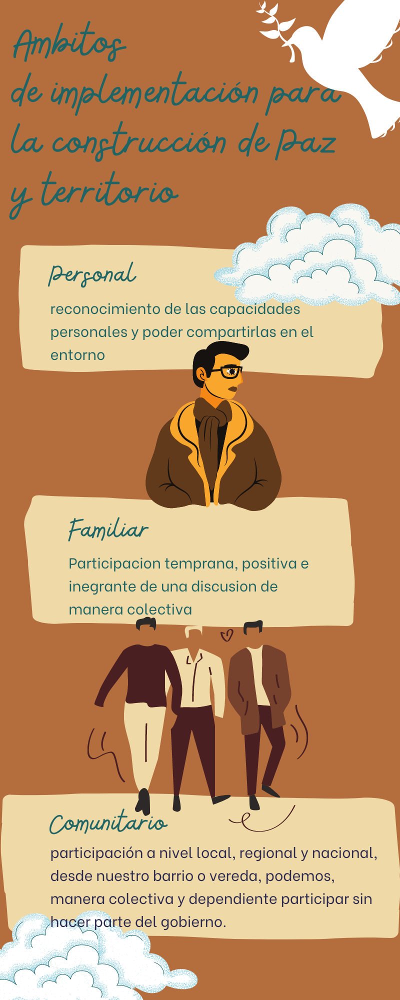 Ambitos
de implementación para
la construcción de Paz
y territorio
Personal
reconocimiento de las capacidades
personales y poder compartirlas en el
entorno
Familiar
Participacion temprana, positiva e
inegrante de una discusion de
manera colectiva
Comunitario
participación a nivel local, regional y nacional,
desde nuestro barrio o vereda, podemos,
manera colectiva y dependiente participar sin
hacer parte del gobierno.